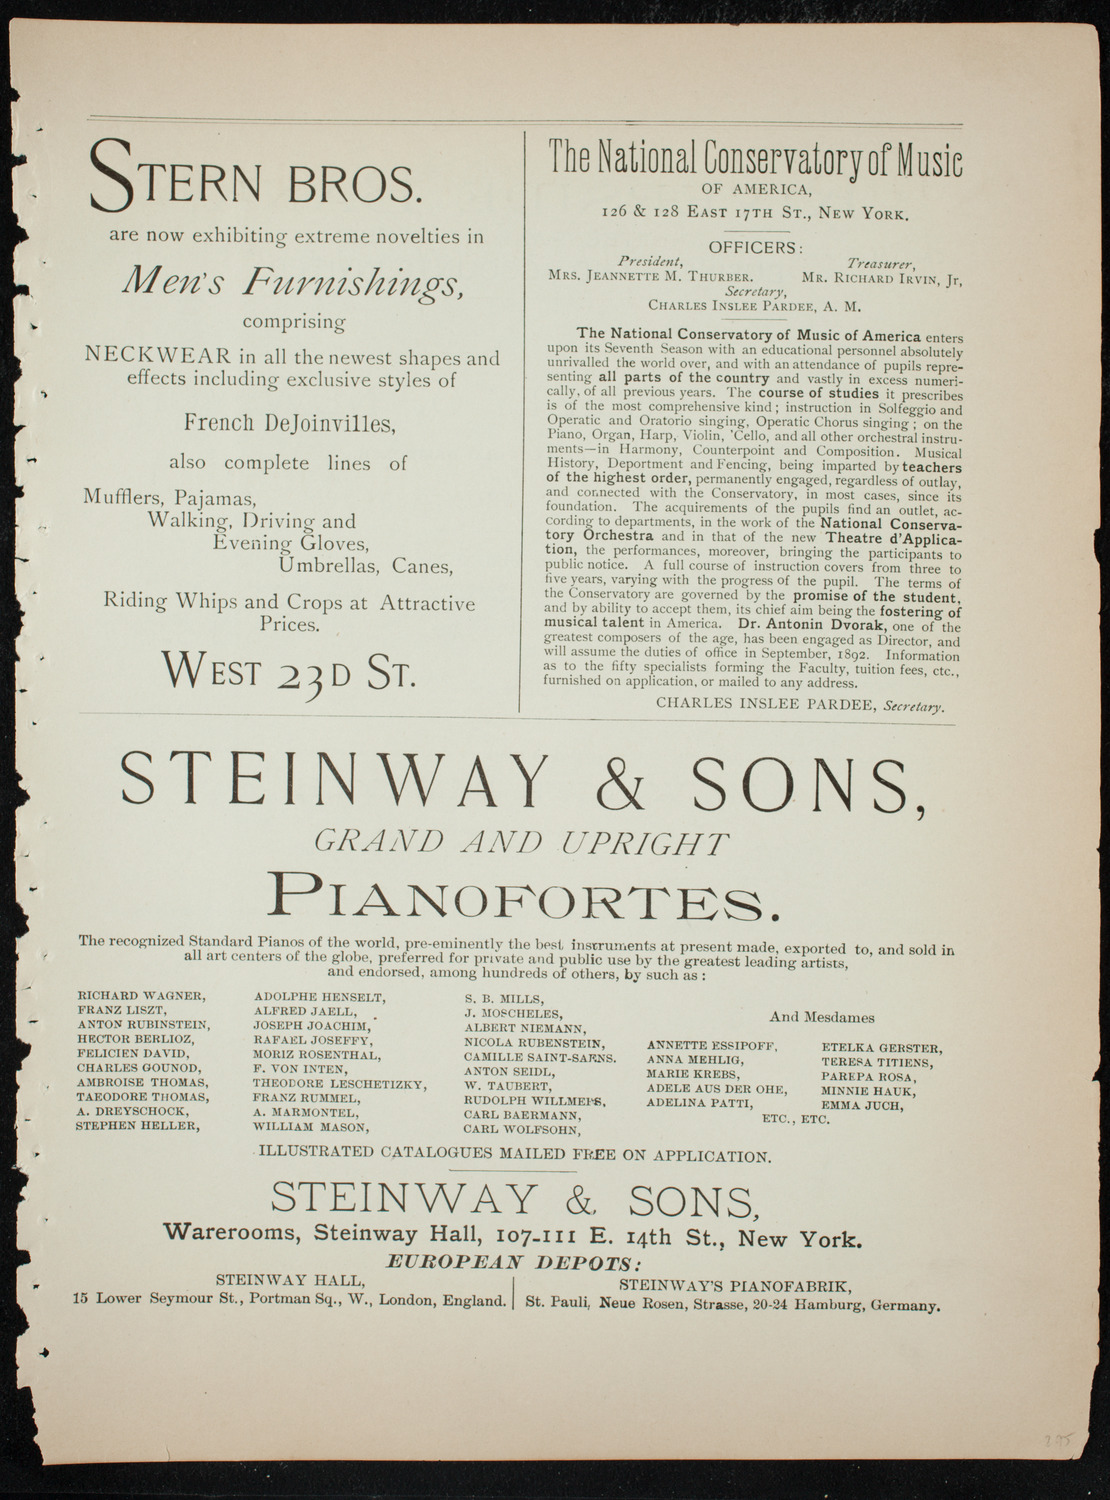 STERN BROS.
are now exhibiting extreme novelties in
Men's Furnishings,
comprising
NECKWEAR in all the newest shapes and
effects including exclusive styles of
French DeJoinvilles,
also complete lines of
Mufflers, Pajamas,
Walking, Driving and
Evening Gloves,
Umbrellas, Canes,
Riding Whips and Crops at Attractive
Prices.
WEST 23D ST.
The National Conservatory of Music
OF AMERICA,
126 & 128 EAST 17TH ST., NEW YORK.
OFFICERS:
President, Treasurer,
MRS. JEANNETTE M. THURBER. MR. RICHARD IRVIN, Jr,
Secretary,
CHARLES INSLEE PARDEE, A. M.
The National Conservatory of Music of America enters
upon its Seventh Season with an educational personnel absolutely
unrivalled the world over, and with an attendance of pupils repre-
senting all parts of the country and vastly in excess numeri-
cally, of all previous years. The course of studies it prescribes
is of the most comprehensive kind; instruction in Solfeggio and
Operatic and Oratorio singing, Operatic Chorus singing; on the
Piano, Organ, Harp, Violin, 'Cello, and all other orchestral instru-
ments—in Harmony, Counterpoint and Composition. Musical
History, Deportment and Fencing, being imparted by teachers
of the highest order, permanently engaged, regardless of outlay,
and connected with the Conservatory, in most cases, since its
foundation. The acquirements of the pupils find an outlet, ac-
cording to departments, in the work of the National Conserva-
tory Orchestra and in that of the new Theatre d'Applica-
tion, the performances, moreover, bringing the participants to
public notice. A full course of instruction covers from three to
five years, varying with the progress of the pupil. The terms of
the Conservatory are governed by the promise of the student,
and by ability to accept them, its chief aim being the fostering of
musical talent in America. Dr. Antonin Dvorak, one of the
greatest composers of the age, has been engaged as Director, and
will assume the duties of office in September, 1892. Information
as to the fifty specialists forming the Faculty, tuition fees, etc.,
furnished on application, or mailed to any address.
CHARLES INSLEE PARDEE, Secretary.
STEINWAY & SONS,
GRAND AND UPRIGHT
PIANOFORTES.
The recognized Standard Pianos of the world, pre-eminently the best instruments at present made, exported to, and sold in
all art centers of the globe, preferred for private and public use by the greatest leading artists,
and endorsed, among hundreds of others, by such as:
RICHARD WAGNER,
FRANZ LISZT,
ANTON RUBINSTEIN,
HECTOR BERLIOZ,
FELICIEN DAVID,
CHARLES GOUNOD,
AMBROISE THOMAS,
TAEODORE THOMAS,
A. DREYSCHOCK,
STEPHEN HELLER,
ADOLPHE HENSELT,
ALFRED JAELL,
JOSEPH JOACHIM,
RAFAEL JOSEFFY,
MORIZ ROSENTHAL,
F. VON INTEN,
THEODORE LESCHETIZKY,
FRANZ RUMMEL,
A. MARMONTEL,
WILLIAM MASON,
S. B. MILLS,
J. MOSCHELES,
ALBERT NIEMANN,
NICOLA RUBENSTEIN,
CAMILLE SAINT-SAENS.
ANTON SEIDL,
W. TAUBERT,
RUDOLPH WILLMERS.
CARL BAERMANN,
CARL WOLFSOHN,
And Mesdames
ANNETTE ESSIPOFF,
ANNA MEHLIG,
MARIE KREBS,
ADELE AUS DER OHE,
ADELINA PATTI,
ETELKA GERSTER,
TERESA TITIENS,
PAREPA ROSA,
MINNIE HAUK,
EMMA JUCH,
ETC., ETC.
ILLUSTRATED CATALOGUES MAILED FREE ON APPLICATION.
STEINWAY & SONS,
Warerooms, Steinway Hall, 107-111 E. 14th St., New York.
EUROPEAN DEPOTS:
STEINWAY HALL,
15 Lower Seymour St., Portman Sq., W., London, England.
STEINWAY'S PIANOFABRIK,
St. Pauli, Neue Rosen, Strasse, 20-24 Hamburg, Germany.
295